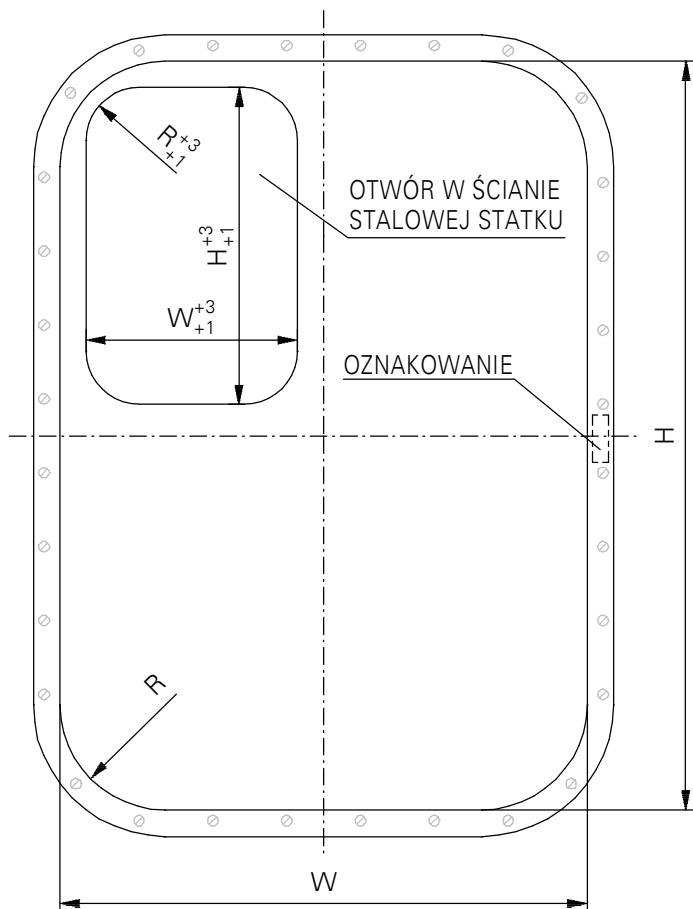 R +3 +1
OTWÓR W ŚCIANIE
STALOWEJ STATKU
H +3 +1
W +3 +1
OZNAKOWANIE
H
R
W